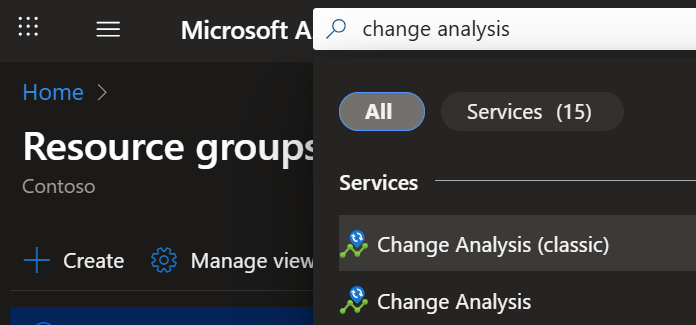 Microsoft A
change analysis
Home
All
Services (15)
Resource groups
Contoso
Services
Create
Manage view
Change Analysis (classic)
Change Analysis